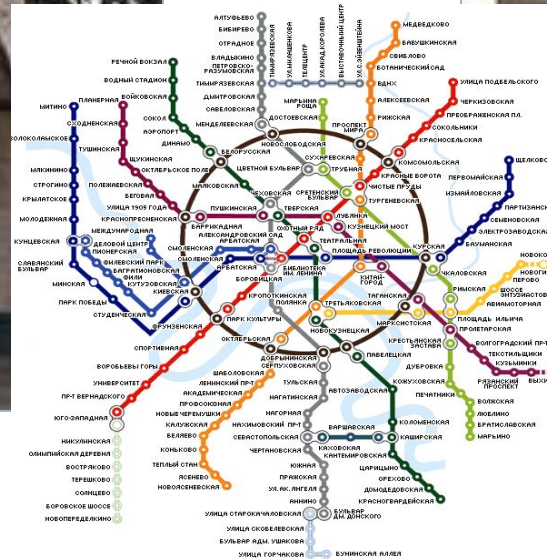 АЛТУФЬЕВО
БИБИРЕВО
ОТРАДНОЕ
ВЛАДЫКИНО
ПЕТРОВСКО-
РАЗУМОВСКАЯ
ТИМИРЯЗЕВСКАЯ
ДМИТРОВСКАЯ
САВЕЛОВСКАЯ
МЕНДЕЛЕЕВСКАЯ
ТИМИРЯЗЕВСКАЯ
УЛ.МИЛАШЕНКОВА
ТЕЛЕЦЕНТР
УЛ.АКАД.КОРОЛЕВА
ВЫСТАВОЧНЫЙ ЦЕНТР
УЛ.С.ЭЙЗЕНШТЕЙНА
МЕДВЕДКОВО
БАБУШКИНСКАЯ
СВИБЛОВО
БОТАНИЧЕСКИЙ САД
ВДНХ
АЛЕКСЕЕВСКАЯ
РИЖСКАЯ
ПРОСПЕКТ
МИРА
УЛИЦА ПОДБЕЛЬСКОГО
ЧЕРКИЗОВСКАЯ
ПРЕОБРАЖЕНСКАЯ ПЛ.
СОКОЛЬНИКИ
КРАСНОСЕЛЬСКАЯ
КОМСОМОЛЬСКАЯ
КРАСНЫЕ ВОРОТА
ЧИСТЫЕ ПРУДЫ
ТУРГЕНЕВСКАЯ
РЕЧНОЙ ВОКЗАЛ
ВОДНЫЙ СТАДИОН
ВОЙКОВСКАЯ
СОКОЛ
АЭРОПОРТ
ДИНАМО
БЕЛОРУССКАЯ
МАЯКОВСКАЯ
МАРЬИНА
РОЩА
ДОСТОЕВСКАЯ
НОВОСЛОБОДСКАЯ
СУХАРЕВСКАЯ
ЦВЕТНОЙ БУЛЬВАР
ТРУБНАЯ
СРЕТЕНСКИЙ
БУЛЬВАР
ЧЕХОВСКАЯ
ПУШКИНСКАЯ
ТВЕРСКАЯ
ЛУБЯНКА
КУЗНЕЦКИЙ МОСТ
МИТИНО
ВОЛОКОЛАМСКОЕ
МЯКИНИНО
СТРОГИНО
КРЫЛАТСКОЕ
МОЛОДЕЖНАЯ
КУНЦЕВСКАЯ
СЛАВЯНСКИЙ
БУЛЬВАР
МИНСКАЯ
ПАРК ПОБЕДЫ
ПЛАНЕРНАЯ
СХОДНЕНСКАЯ
ТУШИНСКАЯ
ЩУКИНСКАЯ
ОКТЯБРЬСКОЕ ПОЛЕ
ПОЛЕЖАЕВСКАЯ
БЕГОВАЯ
УЛИЦА 1905 ГОДА
КРАСНОПРЕСНЕНСКАЯ
БАРРИКАДНАЯ
МЕЖДУНАРОДНАЯ
ДЕЛОВОЙ ЦЕНТР
ПИОНЕРСКАЯ
ФИЛЕВСКИЙ ПАРК
БАГРАТИОНОВСКАЯ
ФИЛИ
КУТУЗОВСКАЯ
СТУДЕНЧЕСКАЯ
КИЕВСКАЯ
АЛЕКСАНДРОВСКИЙ САД
СМОЛЕНСКАЯ
АРБАТСКАЯ
СМОЛЕНСКАЯ
АРБАТСКАЯ
ОХОТНЫЙ РЯД
ТЕАТРАЛЬНАЯ
ПЛОЩАДЬ РЕВОЛЮЦИИ
БИБЛИОТЕКА
ИМ. ЛЕНИНА
БОРОВИЦКАЯ
КИТАЙ-
ГОРОД
ЩЕЛКОВО
ПЕРВОМАЙСКАЯ
ИЗМАЙЛОВСКАЯ
ПАРТИЗАНС
СЕМЕНОВСКАЯ
ЭЛЕКТРОЗАВОДСКА
БАУМАНСКАЯ
КУРСКАЯ
ЧКАЛОВСКАЯ
НОВОКО
НОВОГИ
ПЕРОВО
ШОССЕ
ЭНТУЗИАСТОВ
АВИАМОТОРНАЯ
РИМСКАЯ
ПЛОЩАДЬ ИЛЬИЧА
ТАГАНСКАЯ
МАРКСИСТСКАЯ
ПРОЛЕТАРСКАЯ
КРЕСТЬЯНСКАЯ
ЗАСТАВА
ВОЛГОГРАДСКИЙ ПР-Т
ТЕКСТИЛЬЩИКИ
КУЗЬМИНКИ
РЯЗАНСКИЙ
ПРОСПЕКТ
ВЫХИ
ДУБРОВКА
КОЖУХОВСКАЯ
ПЕЧАТНИКИ
ВОЛЖСКАЯ
ЛЮБЛИНО
БРАТИСЛАВСКАЯ
МАРЬИНО
КРОПОТКИНСКАЯ
ПОЛЯНКА
ТРЕТЬЯКОВСКАЯ
НОВОКУЗНЕЦКАЯ
ПАРК КУЛЬТУРЫ
ОКТЯБРЬСКАЯ
ДОБРЫНИНСКАЯ
СЕРПУХОВСКАЯ
ПАВЕЛЕЦКАЯ
ФРУНЗЕНСКАЯ
СПОРТИВНАЯ
ВОРОБЬЕВЫ ГОРЫ
УНИВЕРСИТЕТ
ПР-Т ВЕРНАДСКОГО
ЮГО-ЗАПАДНАЯ
НИКУЛИНСКАЯ
ОЛИМПИЙСКАЯ ДЕРЕВНЯ
ВОСТРЯКОВО
ТЕРЕШКОВО
СОЛНЦЕВО
БОРОВСКОЕ ШОССЕ
НОВОПЕРЕДЕЛКИНО
ШАБОЛОВСКАЯ
ЛЕНИНСКИЙ ПР-Т
АКАДЕМИЧЕСКАЯ
ПРОФСОЮЗНАЯ
НОВЫЕ ЧЕРЕМУШКИ
КАЛУЖСКАЯ
БЕЛЯЕВО
КОНЬКОВО
ТЕПЛЫЙ СТАН
ЯСЕНЕВО
НОВОЯСЕНЕВСКАЯ
ТУЛЬСКАЯ
НАГАТИНСКАЯ
НАГОРНАЯ
НАХИМОВСКИЙ ПР-Т
СЕВАСТОПОЛЬСКАЯ
ЧЕРТАНОВСКАЯ
ЮЖНАЯ
ПРАЖСКАЯ
УЛ. АК. ЯНГЕЛЯ
АННИНО
БУЛЬВАР
ДМ. ДОНСКОГО
УЛИЦА СТАРОКАЧАЛОВСКАЯ
УЛИЦА СКОБЕЛЕВСКАЯ
БУЛЬВАР АДМ. УШАКОВА
УЛИЦА ГОРЧАКОВА
БУНИНСКАЯ АЛЛЕЯ
ВАРШАВСКАЯ
КАХОВСКАЯ
КАШИРСКАЯ
АВТОЗАВОДСКАЯ
КОЛОМЕНСКАЯ
КАНТЕМИРОВСКАЯ
ЦАРИЦЫНО
ОРЕХОВО
ДОМОДЕДОВСКАЯ
КРАСНОГВАРДЕЙСКАЯ